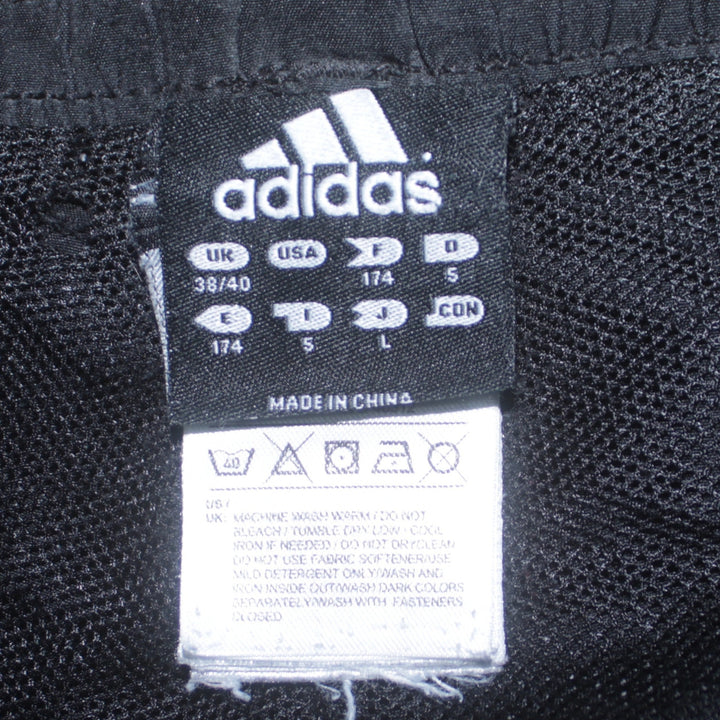 adidas
UK USA F D
38/40 174 5
E I J CON
174 5 L
MADE IN CHINA
40
US /
UK: MACHINE WASH WARM / DO NOT
BLEACH / TUMBLE DRY LOW / COOL
IRON IF NEEDED / DO NOT DRYCLEAN
DO NOT USE FABRIC SOFTENER/USE
MILD DETERGENT ONLY/WASH AND
IRON INSIDE OUT/WASH DARK COLORS
SEPARATELY/WASH WITH FASTENERS
CLOSED